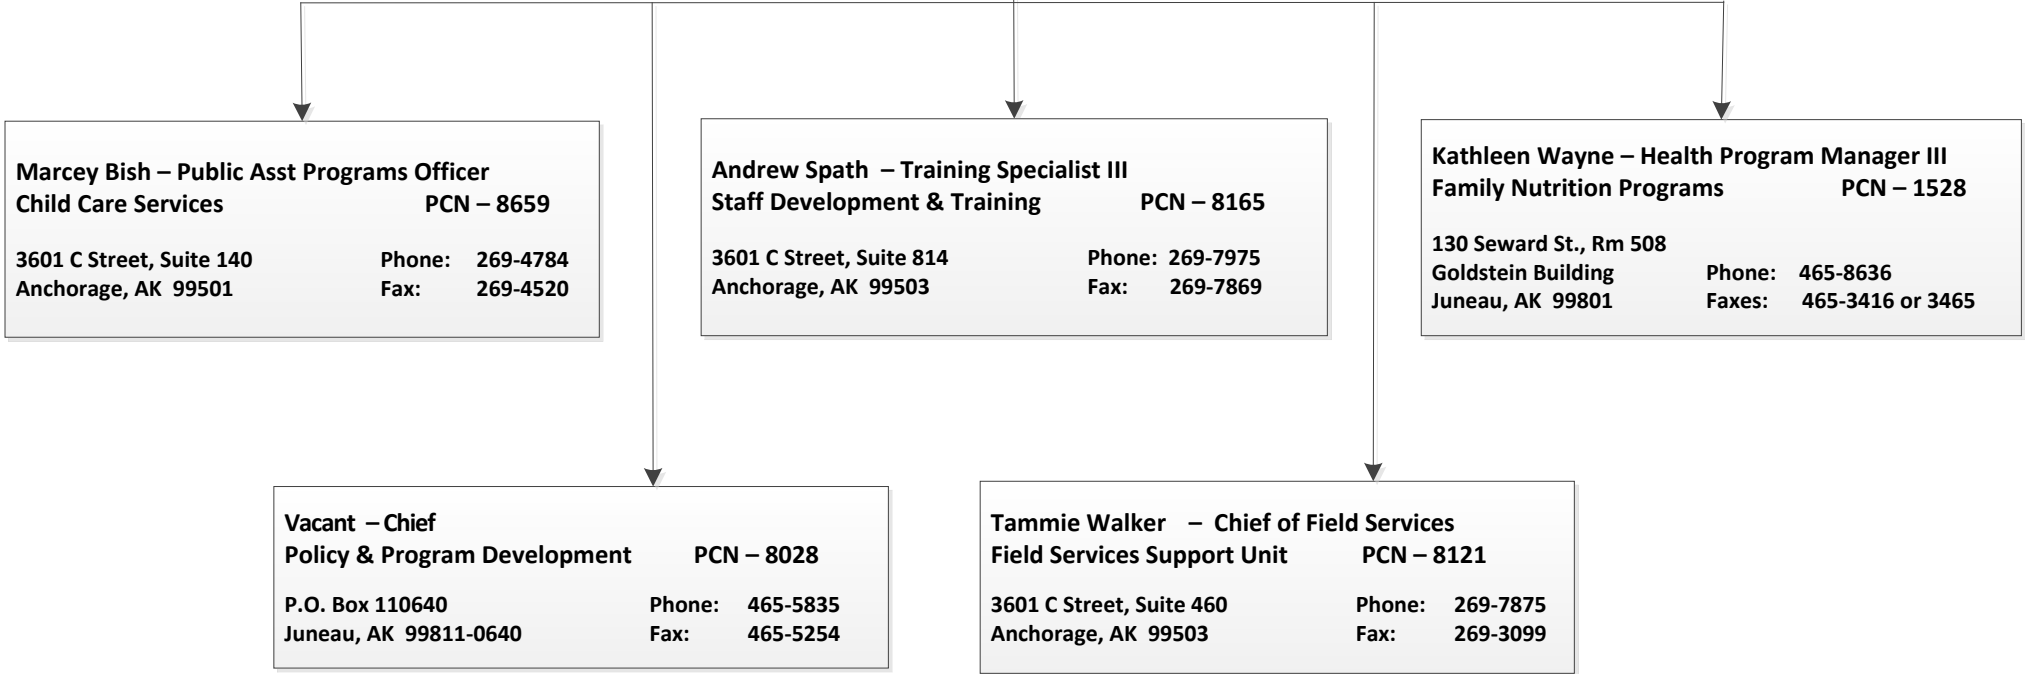 Marcey Bish – Public Asst Programs Officer
Child Care Services PCN – 8659
3601 C Street, Suite 140 Phone: 269-4784
Anchorage, AK 99501 Fax: 269-4520
Andrew Spath – Training Specialist III
Staff Development & Training PCN – 8165
3601 C Street, Suite 814 Phone: 269-7975
Anchorage, AK 99503 Fax: 269-7869
Kathleen Wayne – Health Program Manager III
Family Nutrition Programs PCN – 1528
130 Seward St., Rm 508
Goldstein Building Phone: 465-8636
Juneau, AK 99801 Faxes: 465-3416 or 3465
Vacant – Chief
Policy & Program Development PCN – 8028
P.O. Box 110640 Phone: 465-5835
Juneau, AK 99811-0640 Fax: 465-5254
Tammie Walker – Chief of Field Services
Field Services Support Unit PCN – 8121
3601 C Street, Suite 460 Phone: 269-7875
Anchorage, AK 99503 Fax: 269-3099